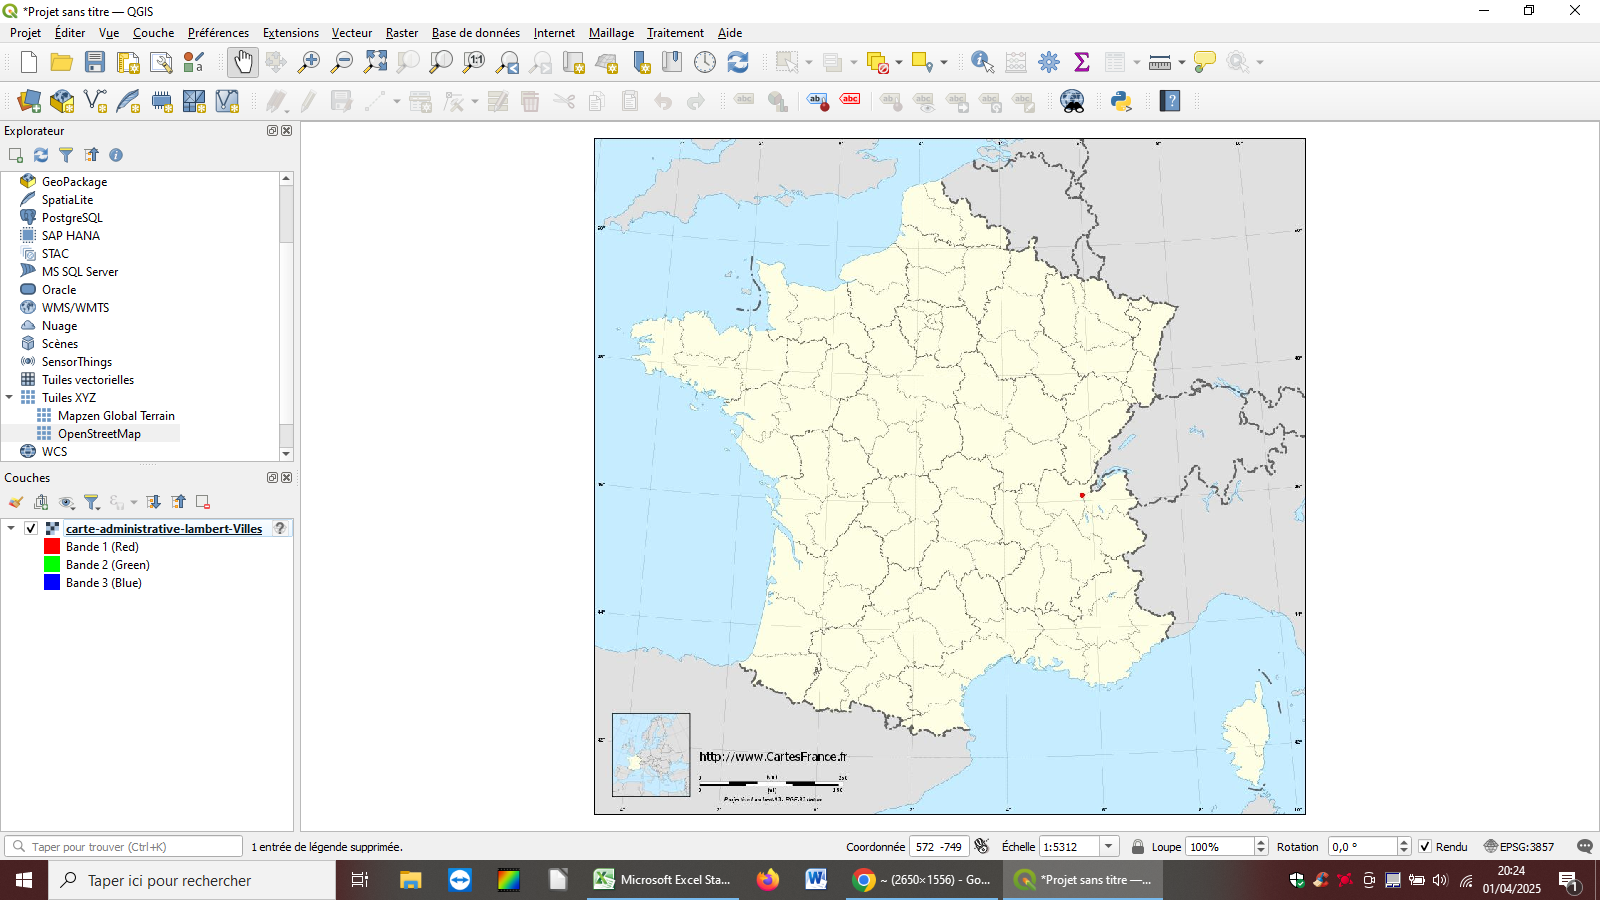 *Projet sans titre — QGIS
Projet Éditer Vue Couche Préférences Extensions Vecteur Raster Base de données Internet Maillage Traitement Aide
Explorateur
GeoPackage
SpatiaLite
PostgreSQL
SAP HANA
STAC
MS SQL Server
Oracle
WMS/WMTS
Nuage
Scènes
SensorThings
Tuiles vectorielles
Tuiles XYZ
Mapzen Global Terrain
OpenStreetMap
WCS
Couches
carte-administrative-lambert-Villes
Bande 1 (Red)
Bande 2 (Green)
Bande 3 (Blue)
http://www.CartesFrance.fr
Taper pour trouver (Ctrl+K) 1 entrée de légende supprimée. Coordonnée 572 -749 Échelle 1:5312 Loupe 100% Rotation 0,0 ° Rendu EPSG:3857
Taper ici pour rechercher Microsoft Excel Sta... ~ (2650×1556) - Go... *Projet sans titre —... 20:24
01/04/2025
1